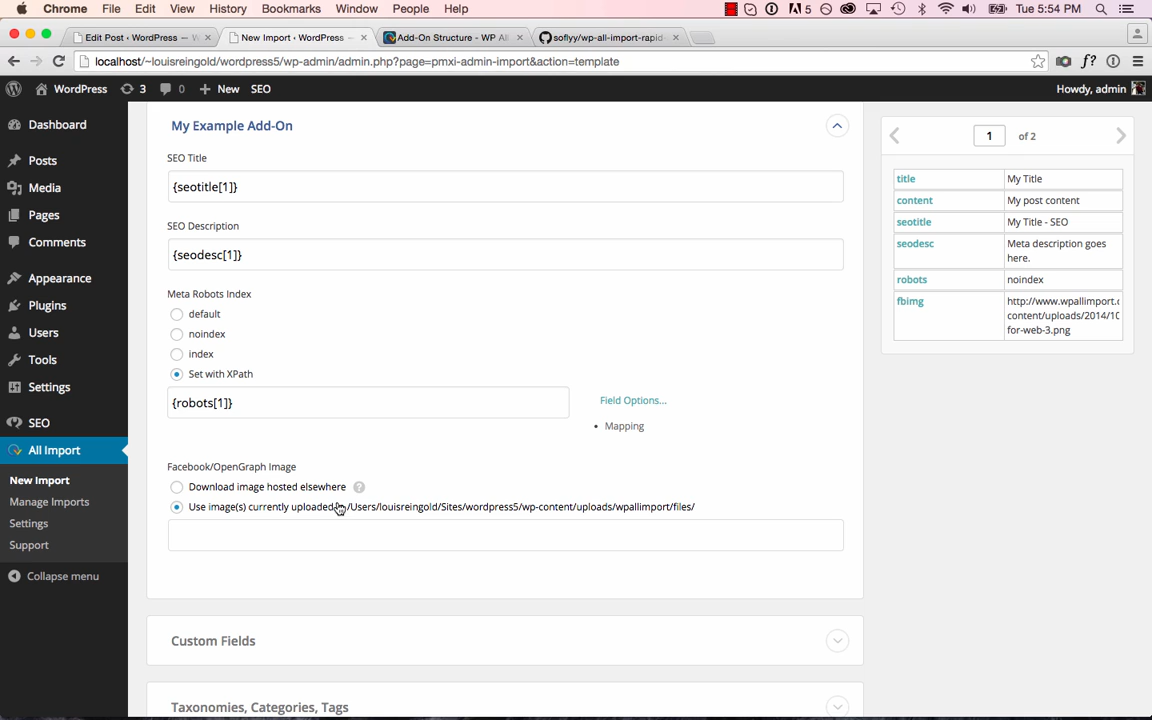 Chrome File Edit View History Bookmarks Window People Help 5 Tue 5:54 PM
Edit Post ‹ WordPress — New Import ‹ WordPress — Add-On Structure - WP Al soflyy/wp-all-import-rapid
localhost/~louisreingold/wordpress5/wp-admin/admin.php?page=pmxi-admin-import&action=template f?
WordPress 3 0 New SEO Howdy, admin
Dashboard
Posts
Media
Pages
Comments
Appearance
Plugins
Users
Tools
Settings
SEO
All Import
New Import
Manage Imports
Settings
Support
Collapse menu
My Example Add-On
SEO Title
{seotitle[1]}
SEO Description
{seodesc[1]}
Meta Robots Index
default
noindex
index
Set with XPath
{robots[1]}
Field Options...
• Mapping
Facebook/OpenGraph Image
Download image hosted elsewhere ?
Use image(s) currently uploaded /Users/louisreingold/Sites/wordpress5/wp-content/uploads/wpallimport/files/
Custom Fields
Taxonomies, Categories, Tags
1 of 2
title My Title
content My post content
seotitle My Title - SEO
seodesc Meta description goes
here.
robots noindex
fbimg http://www.wpallimport.c
content/uploads/2014/10
for-web-3.png